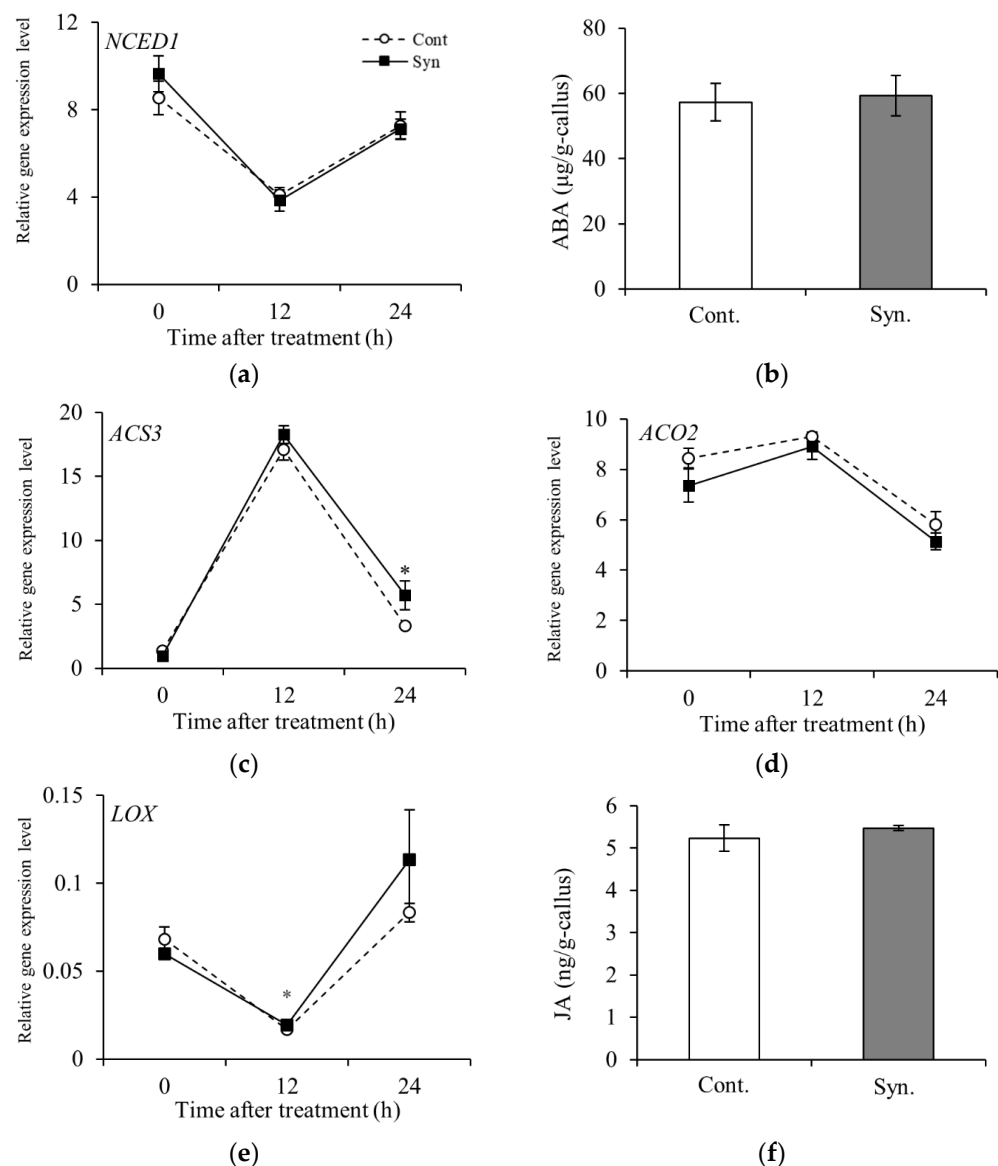 NCED1
Cont
Syn
Relative gene expression level
12
8
4
0
0 12 24
Time after treatment (h)
(a)
ABA (µg/g-callus)
80
60
40
20
0
Cont. Syn.
(b)
ACS3
Relative gene expression level
20
15
10
5
0
*
0 12 24
Time after treatment (h)
(c)
ACO2
Relative gene expression level
10
8
6
4
2
0
0 12 24
Time after treatment (h)
(d)
LOX
Relative gene expression level
0.15
0.1
0.05
0
*
0 12 24
Time after treatment (h)
(e)
JA (ng/g-callus)
6
5
4
3
2
1
0
Cont. Syn.
(f)